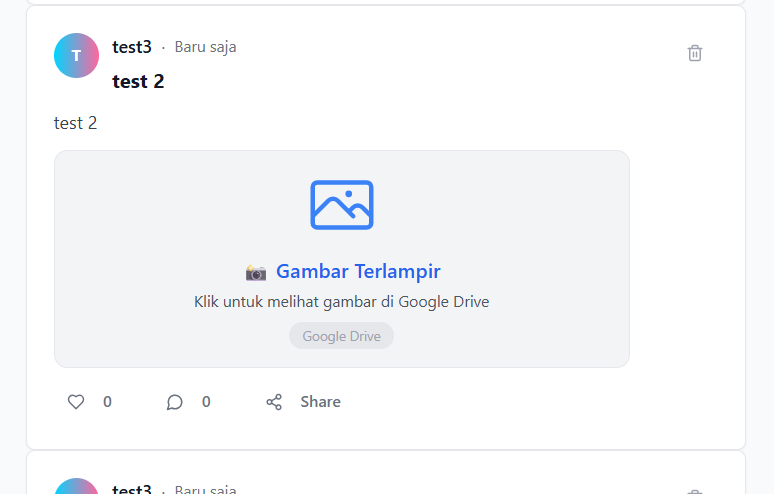 T
test3 · Baru saja
test 2
test 2
📸 Gambar Terlampir
Klik untuk melihat gambar di Google Drive
Google Drive
0 0 Share
test3 · Baru saja